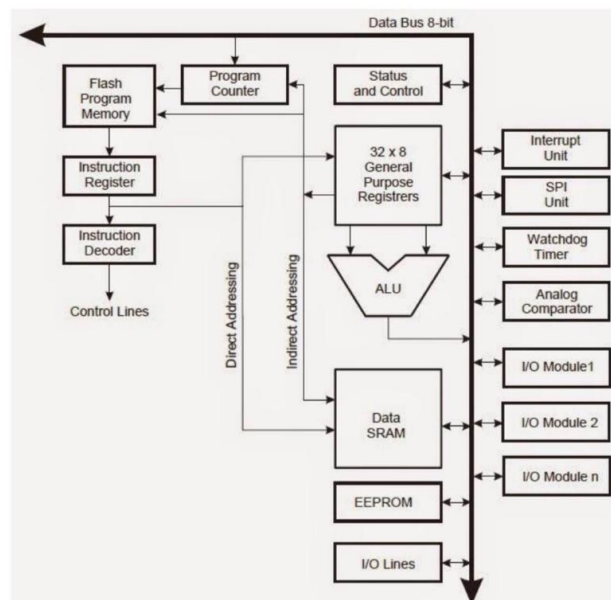 Data Bus 8-bit
Flash
Program
Memory
Program
Counter
Status
and Control
32 x 8
General
Purpose
Registrers
Interrupt
Unit
Instruction
Register
SPI
Unit
Instruction
Decoder
Watchdog
Timer
ALU
Control Lines
Direct Addressing
Indirect Addressing
Analog
Comparator
I/O Module1
Data
SRAM
I/O Module 2
I/O Module n
EEPROM
I/O Lines